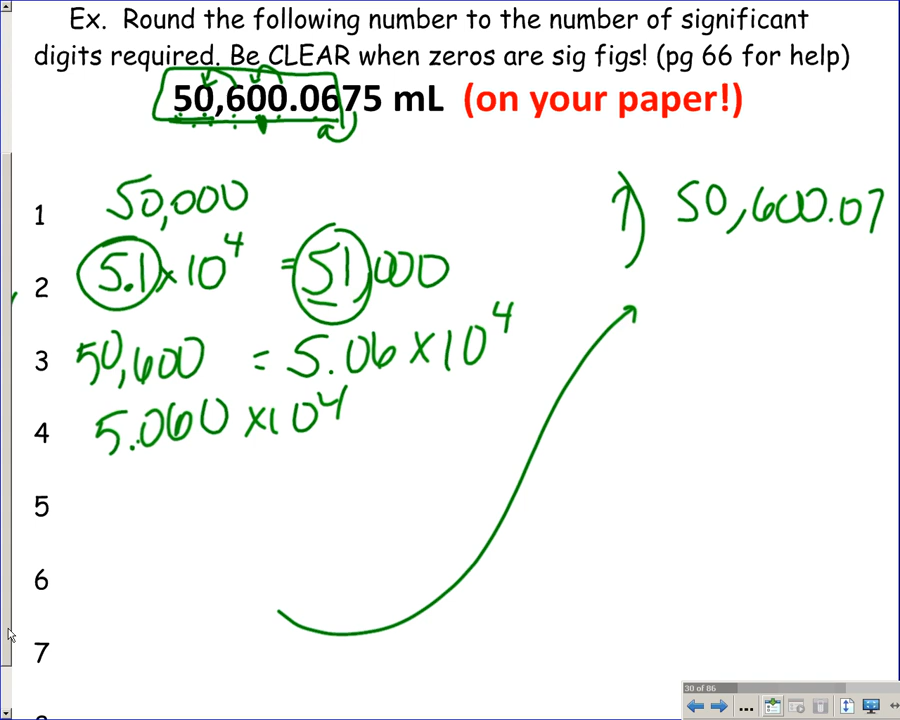 Ex. Round the following number to the number of significant
digits required. Be CLEAR when zeros are sig figs! (pg 66 for help)
50,600.0675 mL (on your paper!)
1 50,000
50,600.07
2 5.1 x 10^4 = 51,000
3 50,600 = 5.06 x 10^4
4 5.060 x 10^4
5
6
7
30 of 86